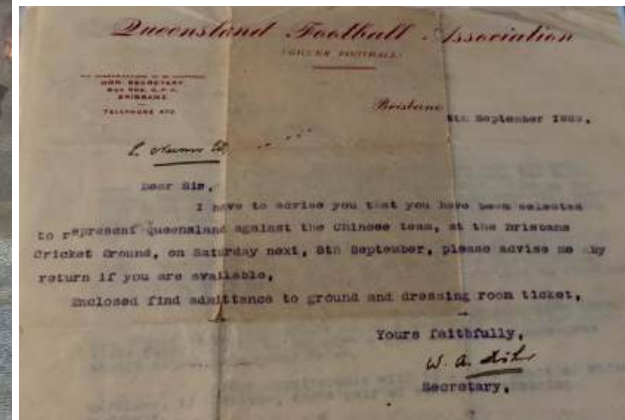 Queensland Football Association
(SOCCER FOOTBALL)
HON. SECRETARY
BOX 502, G.P.O.
BRISBANE
TELEPHONE
Brisbane
September
Dear Sir,
I have to advise you that you have been selected
to represent Queensland against the Chinese team, at the Brisbane
Cricket Ground, on Saturday next, 8th September, please advise me by
return if you are available,
Enclosed find admittance to ground and dressing room ticket,
Yours faithfully,
W. A.
Secretary,